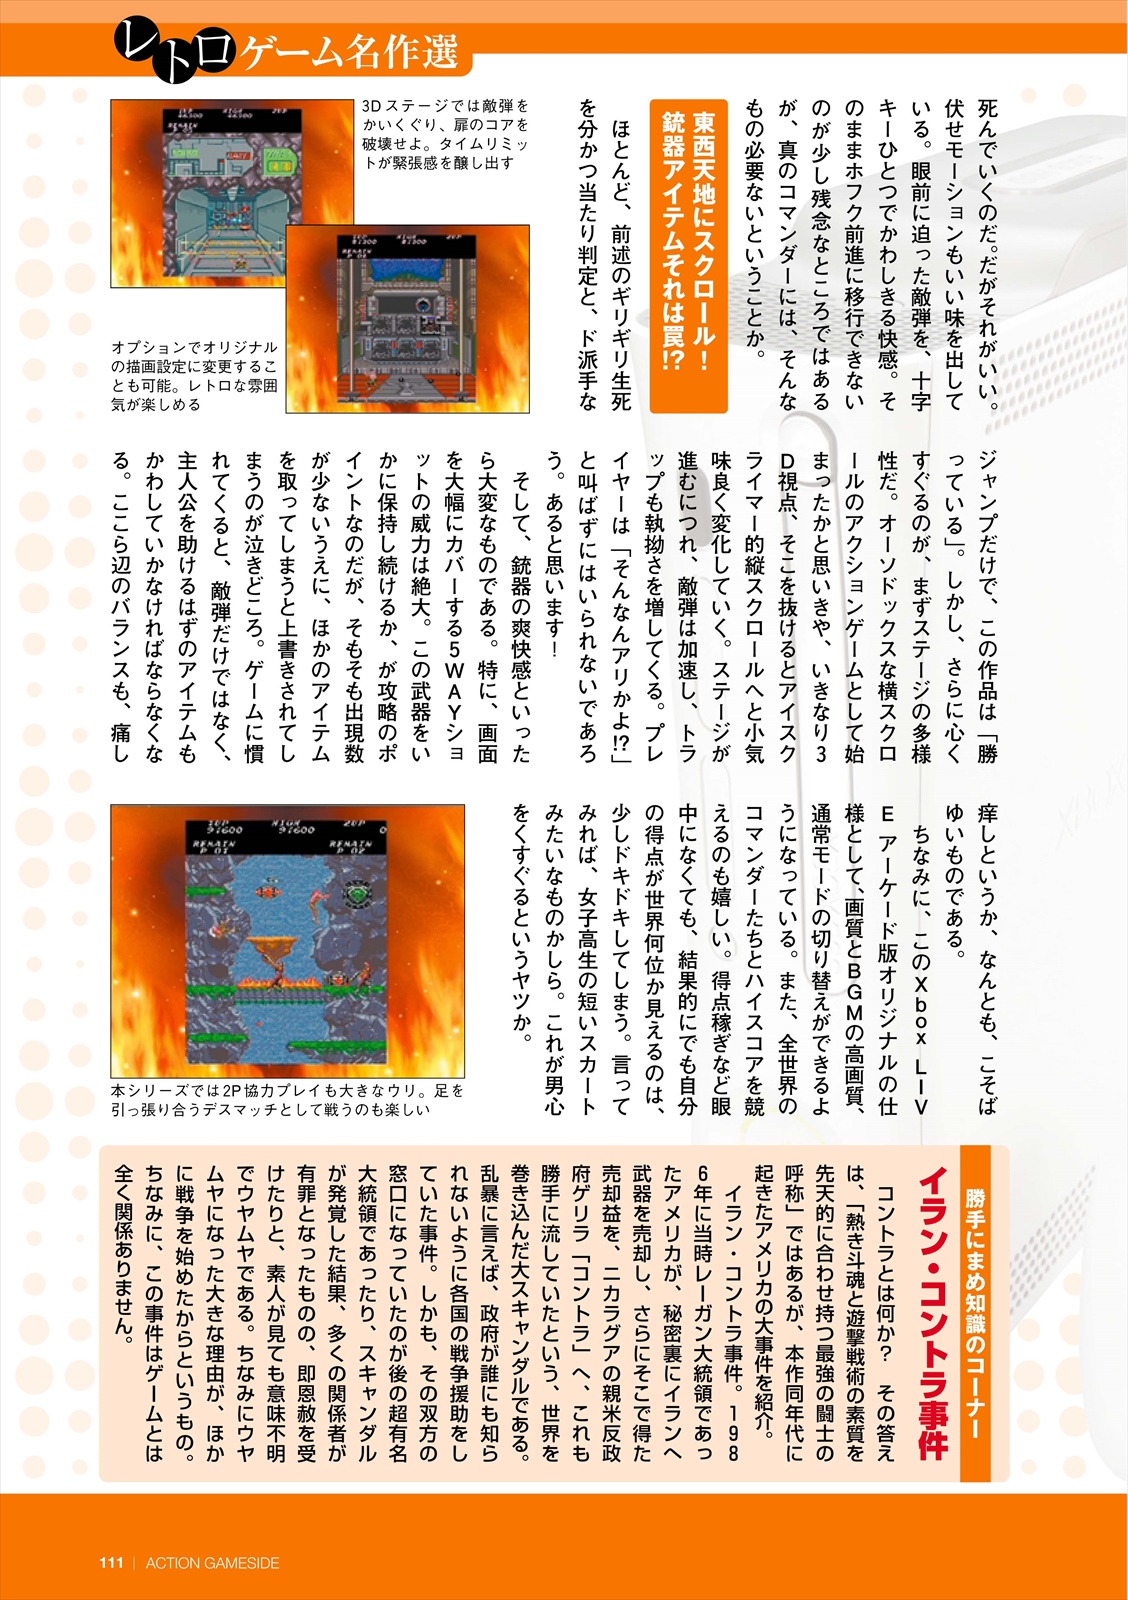 レトロゲーム名作選
死んでいくのだ。だがそれがいい。
伏せモーションもいい味を出して
いる。眼前に迫った敵弾を、十字
キーひとつでかわしきる快感。そ
のままホフク前進に移行できない
のが少し残念なところではある
が、真のコマンダーには、そんな
もの必要ないということか。
東西天地にスクロール！
銃器アイテムそれは罠!?
ほとんど、前述のギリギリ生死
を分かつ当たり判定と、ド派手な
3Dステージでは敵弾を
かいくぐり、扉のコアを
破壊せよ。タイムリミッ
トが緊張感を醸し出す
オプションでオリジナル
の描画設定に変更するこ
とも可能。レトロな雰囲
気が楽しめる
ジャンプだけで、この作品は「勝
っている」。しかし、さらに心く
すぐるのが、まずステージの多様
性だ。オーソドックスな横スクロ
ールのアクションゲームとして始
まったかと思いきや、いきなり3
D視点、そこを抜けるとアイスク
ライマー的縦スクロールへと小気
味良く変化していく。ステージが
進むにつれ、敵弾は加速し、トラ
ップも執拗さを増してくる。プレ
イヤーは「そんなんアリかよ!?」
と叫ばずにはいられないであろ
う。あると思います！
そして、銃器の爽快感といった
ら大変なものである。特に、画面
を大幅にカバーする5WAYショ
ットの威力は絶大。この武器をい
かに保持し続けるか、が攻略のポ
イントなのだが、そもそも出現数
が少ないうえに、ほかのアイテム
を取ってしまうと上書きされてし
まうのが泣きどころ。ゲームに慣
れてくると、敵弾だけではなく、
主人公を助けるはずのアイテムも
かわしていかなければならなくな
る。ここら辺のバランスも、痛し
痒しというか、なんとも、こそば
ゆいものである。
ちなみに、このXbox LIV
E アーケード版オリジナルの仕
様として、画質とBGMの高画質、
通常モードの切り替えができるよ
うになっている。また、全世界の
コマンダーたちとハイスコアを競
えるのも嬉しい。得点稼ぎなど眼
中になくても、結果的にでも自分
の得点が世界何位か見えるのは、
少しドキドキしてしまう。言って
みれば、女子高生の短いスカート
みたいなものかしら。これが男心
をくすぐるというヤツか。
1UP HIGH 2UP
91600 91600 0
REMAIN REMAIN
P 01 P 02
本シリーズでは2P協力プレイも大きなウリ。足を
引っ張り合うデスマッチとして戦うのも楽しい
勝手にまめ知識のコーナー
イラン・コントラ事件
コントラとは何か？　その答え
は、「熱き斗魂と遊撃戦術の素質を
先天的に合わせ持つ最強の闘士の
呼称」ではあるが、本作同年代に
起きたアメリカの大事件を紹介。
イラン・コントラ事件。198
6年に当時レーガン大統領であっ
たアメリカが、秘密裏にイランへ
武器を売却し、さらにそこで得た
売却益を、ニカラグアの親米反政
府ゲリラ「コントラ」へ、これも
勝手に流していたという、世界を
巻き込んだ大スキャンダルである。
乱暴に言えば、政府が誰にも知ら
れないように各国の戦争援助をし
ていた事件。しかも、その双方の
窓口になっていたのが後の超有名
大統領であったり、スキャンダル
が発覚した結果、多くの関係者が
有罪となったものの、即恩赦を受
けたりと、素人が見ても意味不明
でウヤムヤである。ちなみにウヤ
ムヤになった大きな理由が、ほか
に戦争を始めたからというもの。
ちなみに、この事件はゲームとは
全く関係ありません。
111 | ACTION GAMESIDE